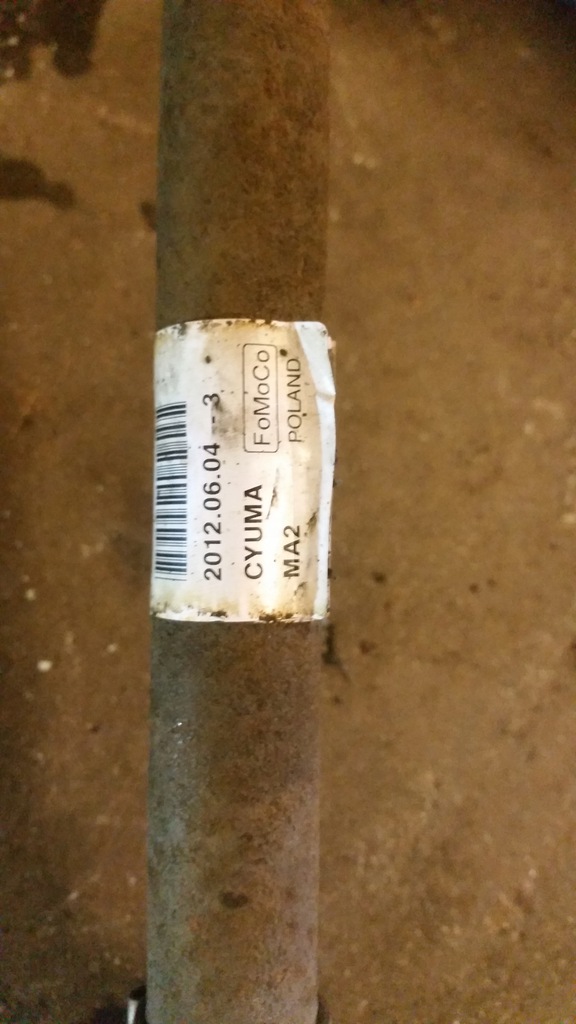 2012.06.04 -- 3
CYUMA FoMoCo
MA2 POLAND